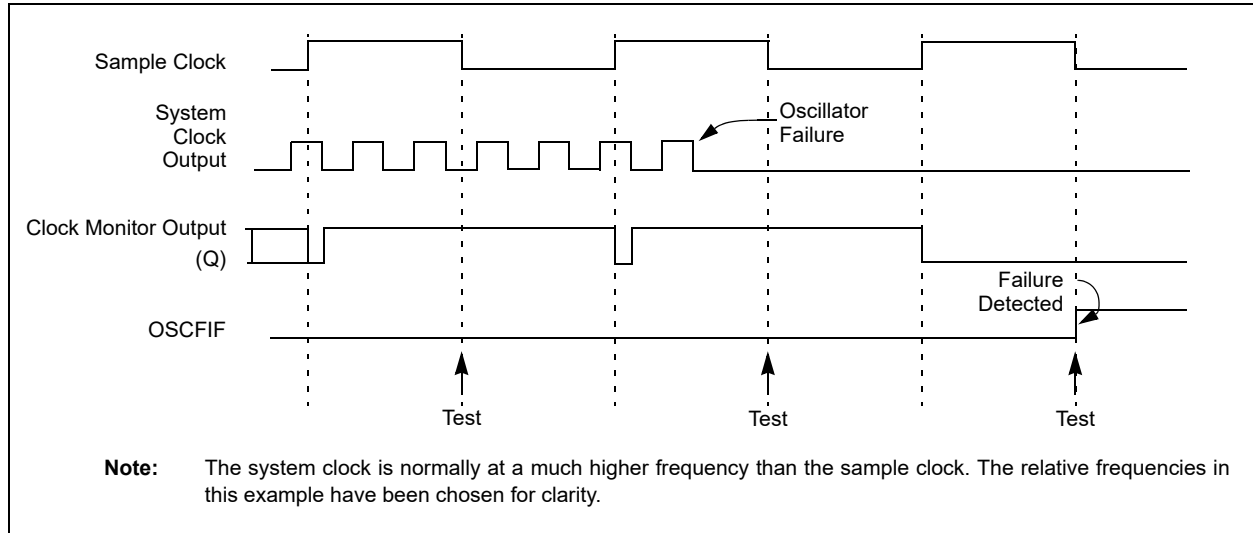 Sample Clock
System
Clock
Output
Oscillator
Failure
Clock Monitor Output
(Q)
Failure
Detected
OSCFIF
Test
Test
Test
Note: The system clock is normally at a much higher frequency than the sample clock. The relative frequencies in
this example have been chosen for clarity.